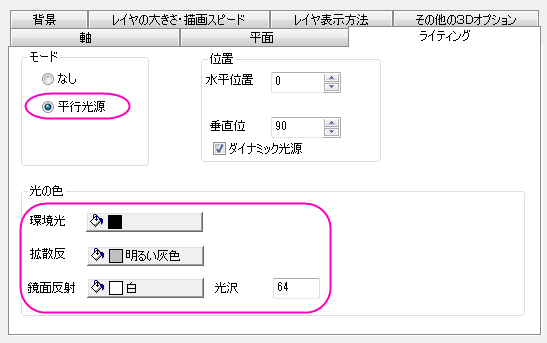 背景 レイヤの大きさ・描画スピード レイヤ表示方法 その他の3Dオプション
軸 平面 ライティング
モード
なし
平行光源
位置
水平位置 0
垂直位 90
ダイナミック光源
光の色
環境光
拡散反 明るい灰色
鏡面反射 白 光沢 64